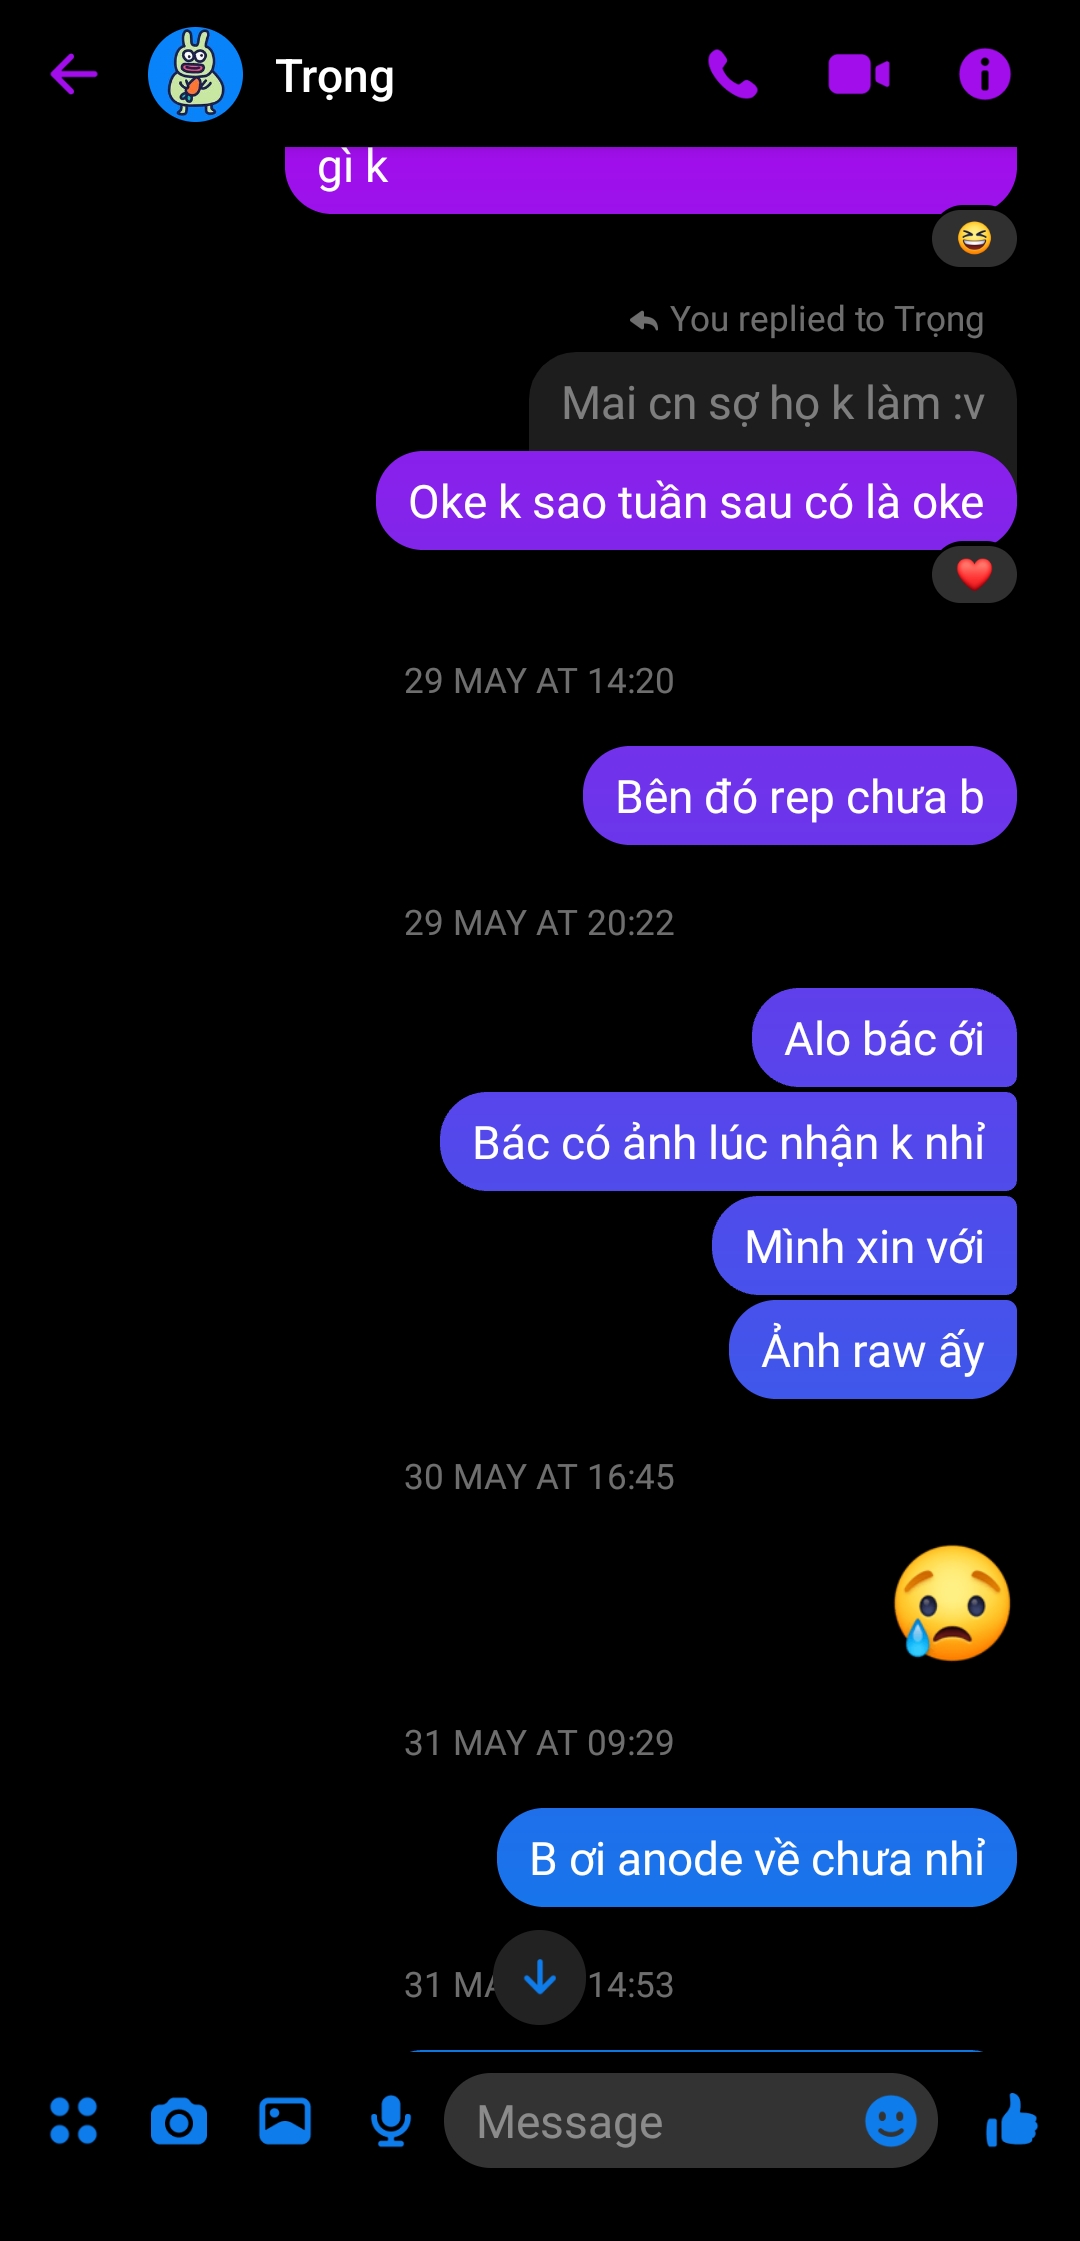 Trọng
gì k
You replied to Trọng
Mai cn sợ họ k làm :v
Oke k sao tuần sau có là oke
29 MAY AT 14:20
Bên đó rep chưa b
29 MAY AT 20:22
Alo bác ới
Bác có ảnh lúc nhận k nhỉ
Mình xin với
Ảnh raw ấy
30 MAY AT 16:45
31 MAY AT 09:29
B ơi anode về chưa nhỉ
31 14:53
Message